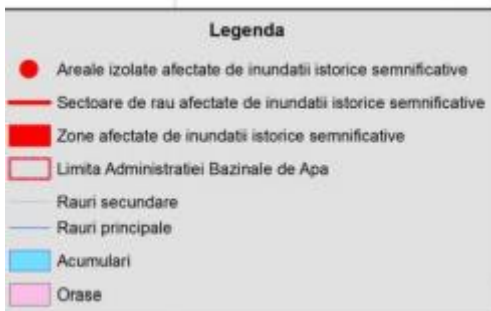 Legenda
Areale izolate afectate de inundatii istorice semnificative
Sectoare de rau afectate de inundatii istorice semnificative
Zone afectate de inundatii istorice semnificative
Limita Administratiei Bazinale de Apa
Rauri secundare
Rauri principale
Acumulari
Orase